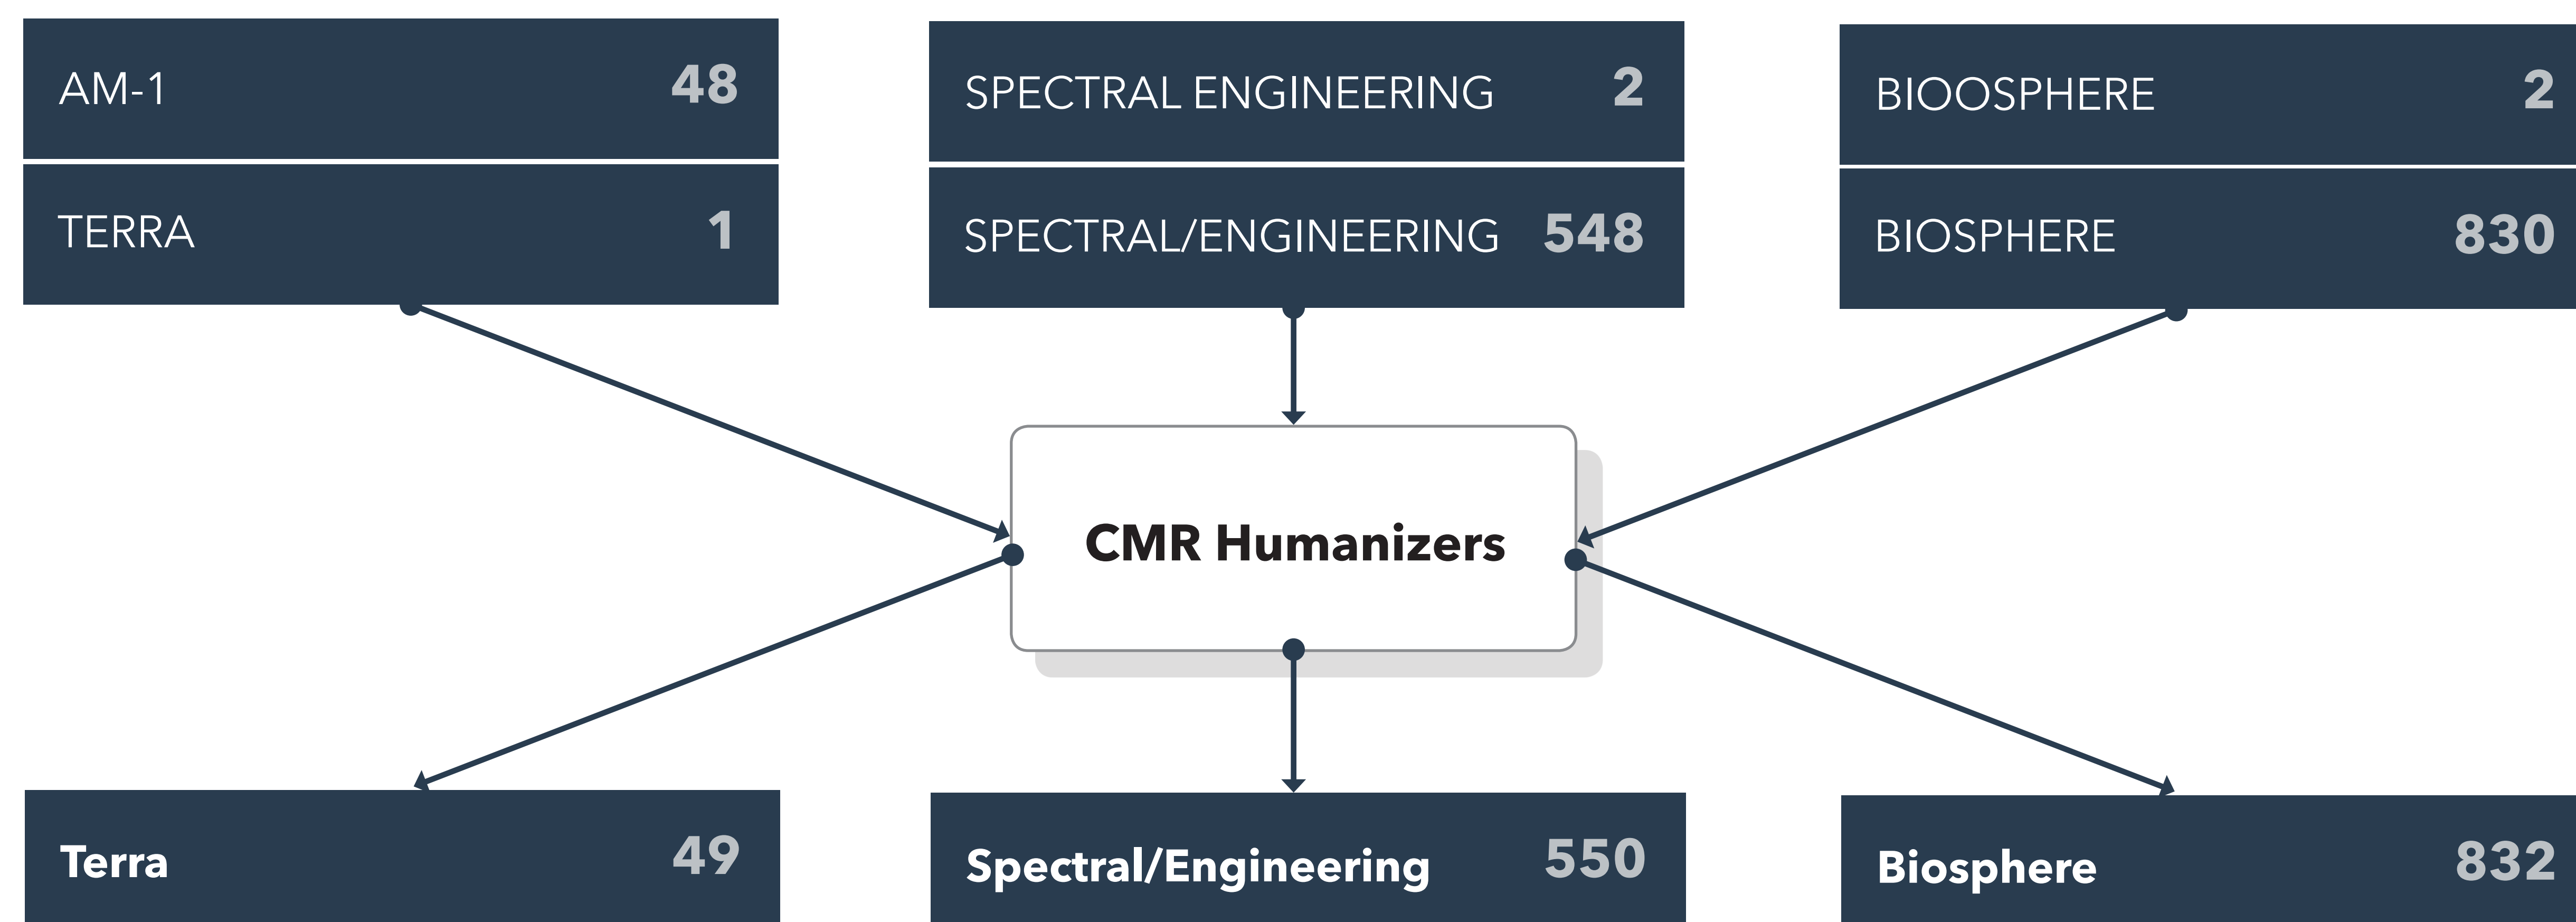 AM-1 48
TERRA 1
SPECTRAL ENGINEERING 2
SPECTRAL/ENGINEERING 548
BIOOSPHERE 2
BIOSPHERE 830
CMR Humanizers
Terra 49
Spectral/Engineering 550
Biosphere 832